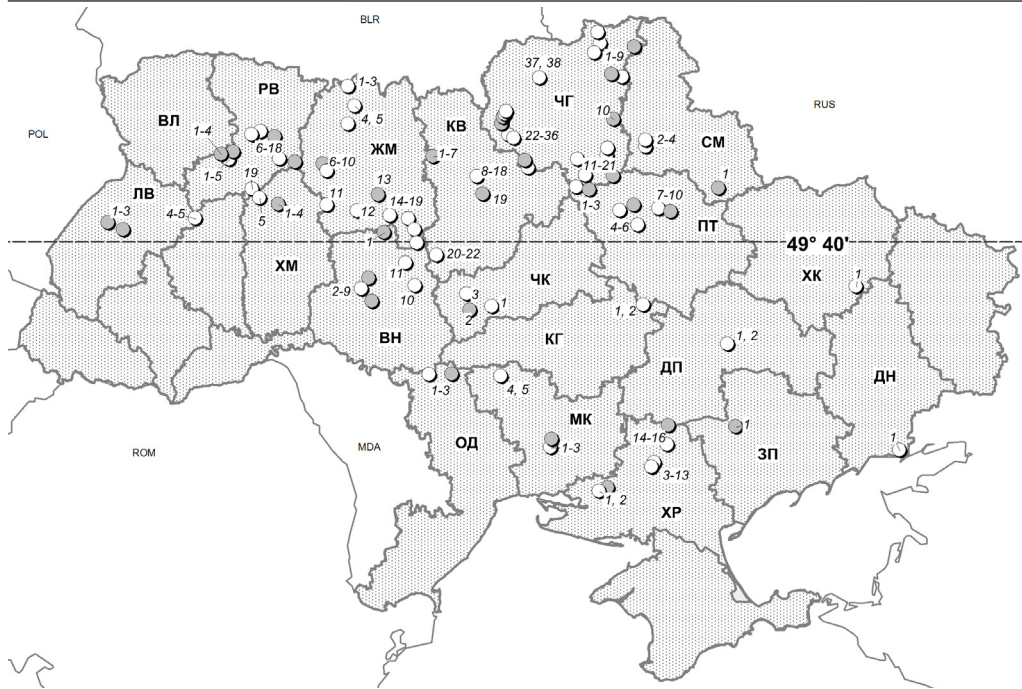 BLR
37, 38
1-9
1-3
РВ
ЧГ
RUS
10
4, 5
ВЛ
КВ
POL
1-4
22-36
2-4
СМ
6-18
ЖМ
1-7
6-10
11-21
8-18
1-5
19
1
ЛВ
13
19
11
14-19
1-3
7-10
1-3
4-5
5
1-4
12
4-6
ПТ
1
49° 40'
20-22
ХМ
11
ЧК
ХК
1
2-9
10
3
1
2
1, 2
ВН
КГ
1, 2
ДП
ДН
1-3
4, 5
МК
1
ОД
14-16
1
ROM
MDA
11-3
ЗП
3-13
1, 2
ХР